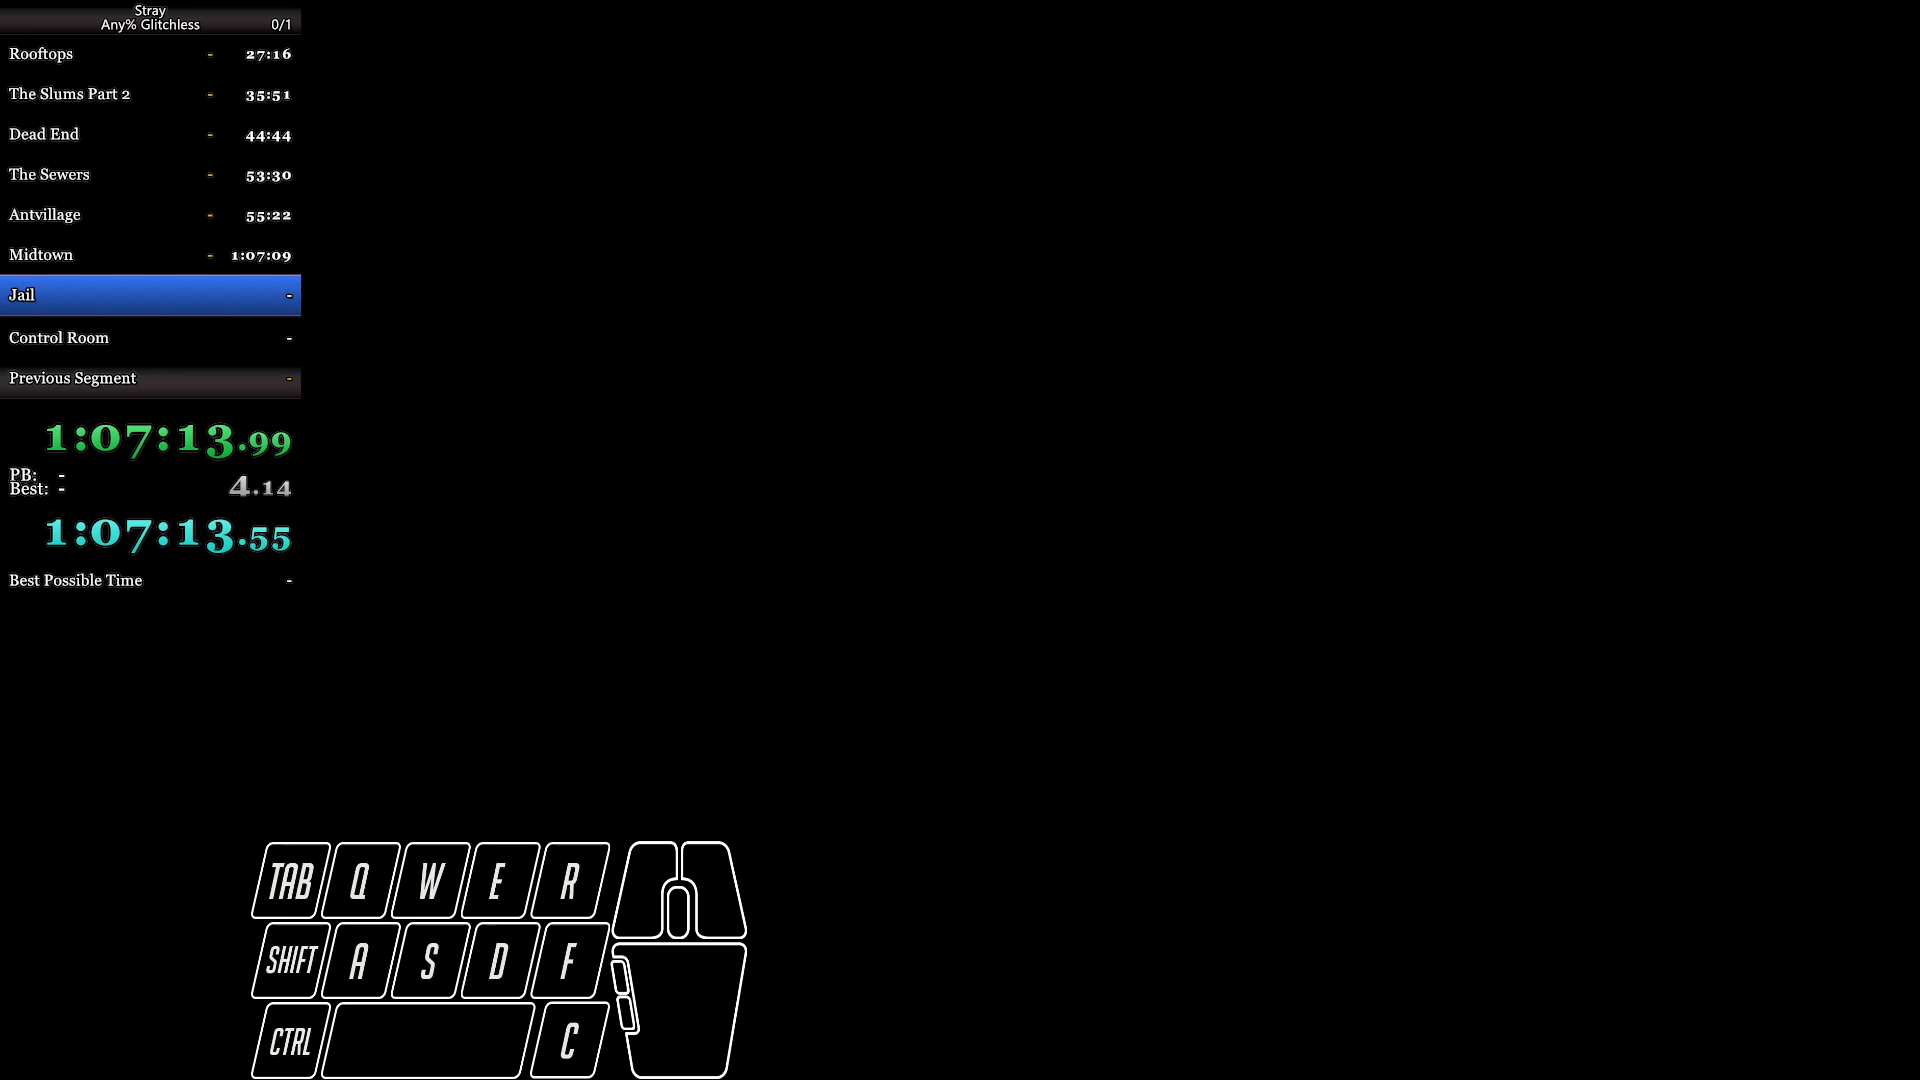 Stray
Any% Glitchless 0/1
Rooftops - 27:16
The Slums Part 2 - 35:51
Dead End - 44:44
The Sewers - 53:30
Antvillage - 55:22
Midtown - 1:07:09
Jail -
Control Room -
Previous Segment -
1:07:13.99
PB: -
Best: - 4.14
1:07:13.55
Best Possible Time -
TAB Q W E R
SHIFT A S D F
CTRL C